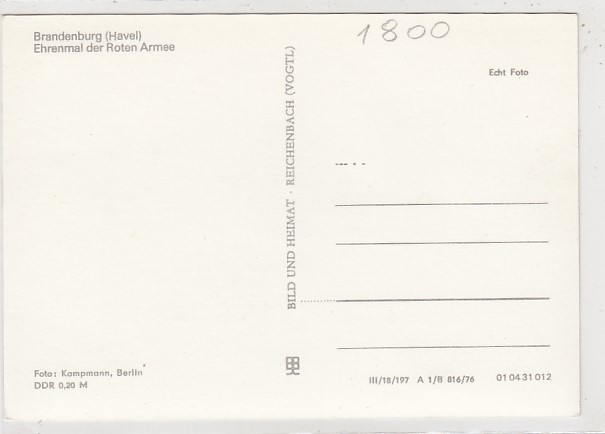 Brandenburg (Havel)
Ehrenmal der Roten Armee
1800
Echt Foto
BILD UND HEIMAT · REICHENBACH (VOGTL)
Foto: Kampmann, Berlin
DDR 0,20 M
III/18/197 A 1/B 816/76 01 04 31 012